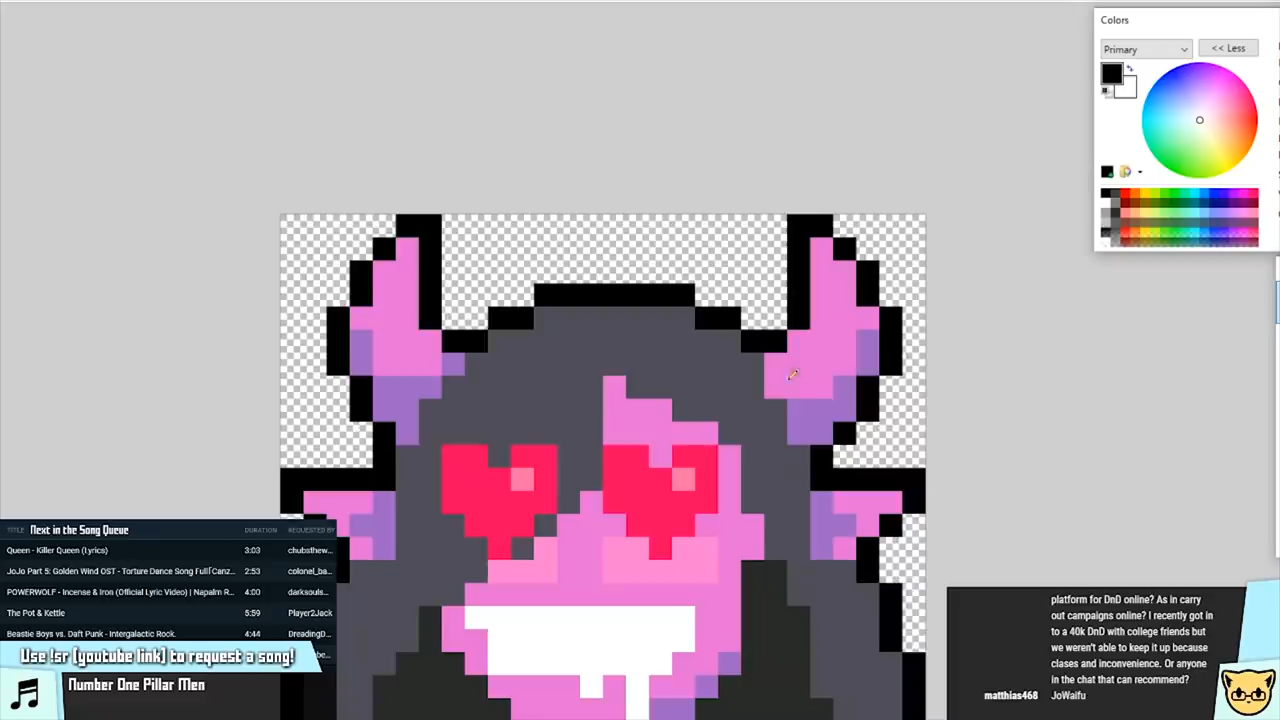 Colors
Primary
<< Less
TITLE Next in the Song Queue DURATION REQUESTED BY
Queen - Killer Queen (Lyrics) 3:03 chubsthew...
JoJo Part 5: Golden Wind OST - Torture Dance Song Full「Canz... 2:53 colonel_ba...
POWERWOLF - Incense & Iron (Official Lyric Video) | Napalm R... 4:00 darksouls...
The Pot & Kettle 5:59 Player2Jack
Beastie Boys vs. Daft Punk - Intergalactic Rock. 4:44 DreadingD...
Use !sr (youtube link) to request a song!
Number One Pillar Men
platform for DnD online? As in carry
out campaigns online? I recently got in
to a 40k DnD with college friends but
we weren't able to keep it up because
clases and inconvenience. Or anyone
in the chat that can recommend?
matthias468 JoWaifu